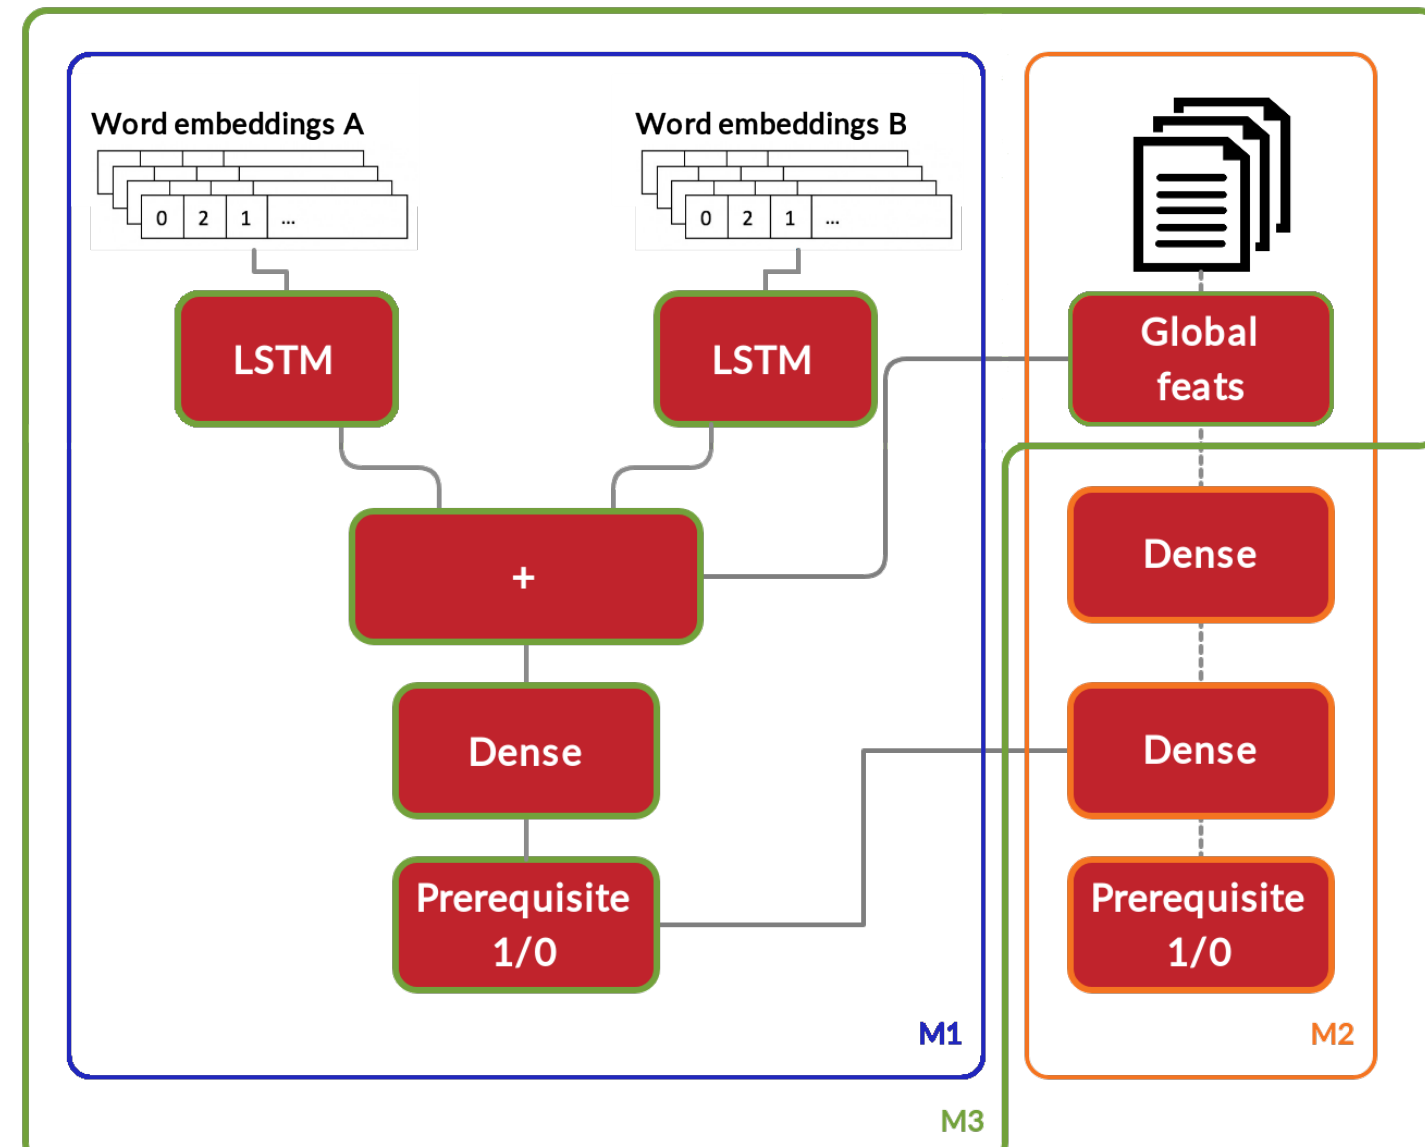 Word embeddings A
0 2 1 ...
LSTM
Word embeddings B
0 2 1 ...
LSTM
+
Dense
Prerequisite
1/0
M1
Global
feats
Dense
Dense
Prerequisite
1/0
M2
M3